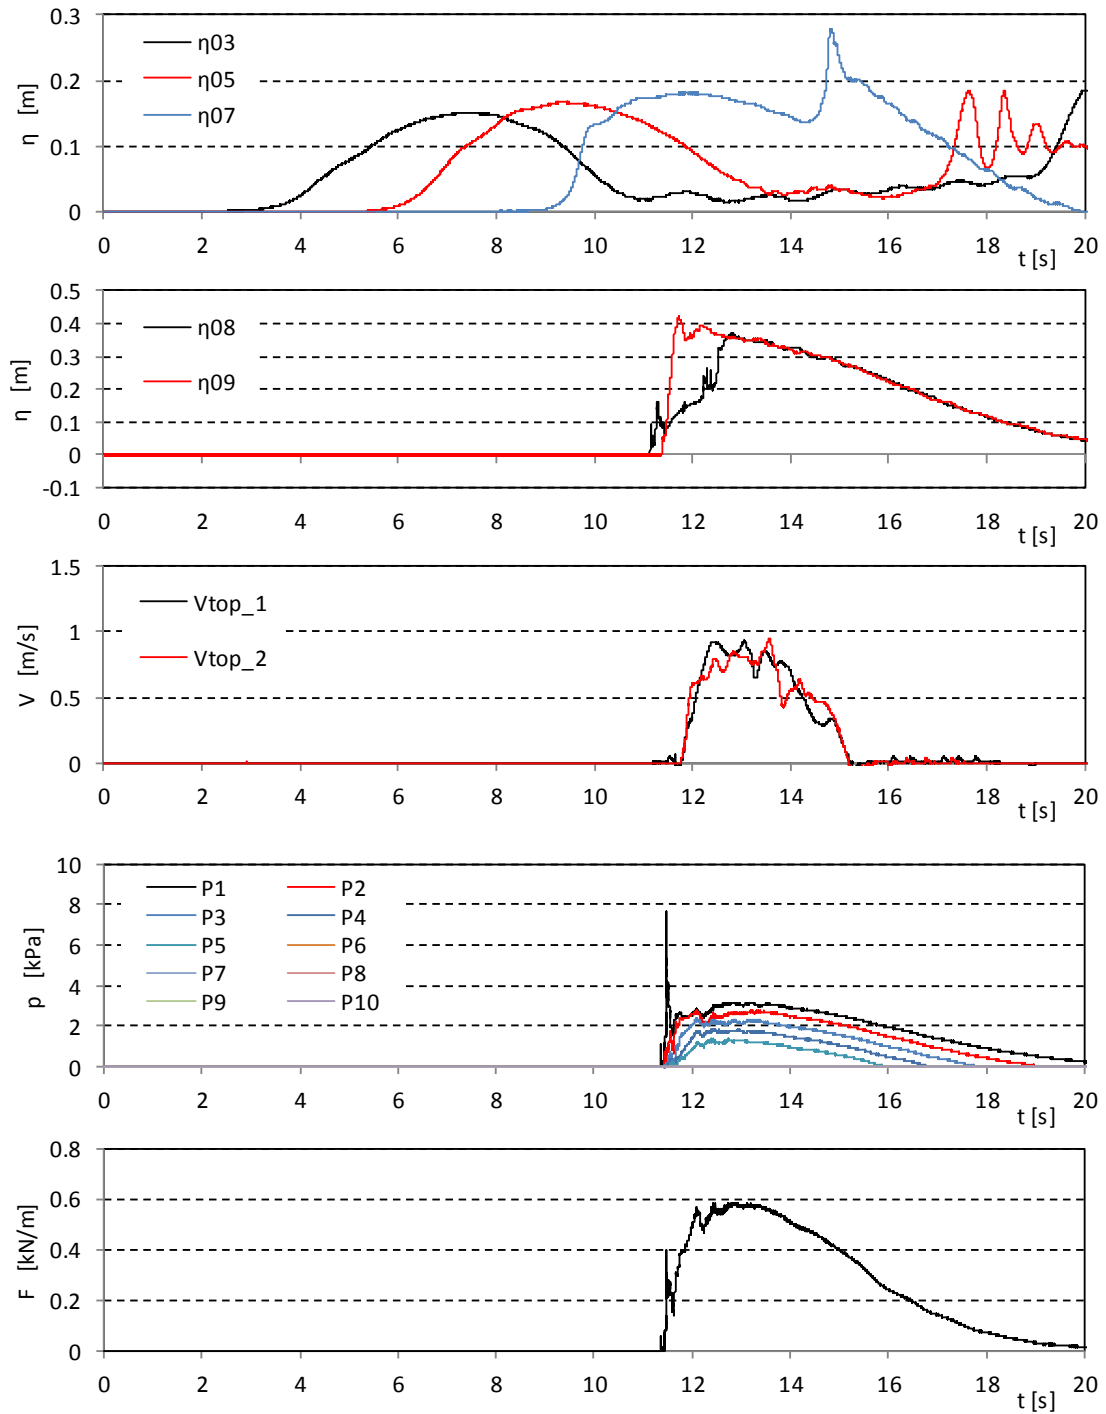 0.3
η03
η05
0.2
η07
η [m]
0.1
0
0 2 4 6 8 10 12 14 16 18 20
t [s]
0.5
0.4
η08
0.3
η09
0.2
η [m]
0.1
0
-0.1
0 2 4 6 8 10 12 14 16 18 20
t [s]
1.5
Vtop_1
1
Vtop_2
V [m/s]
0.5
0
0 2 4 6 8 10 12 14 16 18 20
t [s]
10
P1 P2
8
P3 P4
6
P5 P6
p [kPa]
P7 P8
4
P9 P10
2
0
0 2 4 6 8 10 12 14 16 18 20
t [s]
0.8
0.6
F [kN/m]
0.4
0.2
0
0 2 4 6 8 10 12 14 16 18 20
t [s]